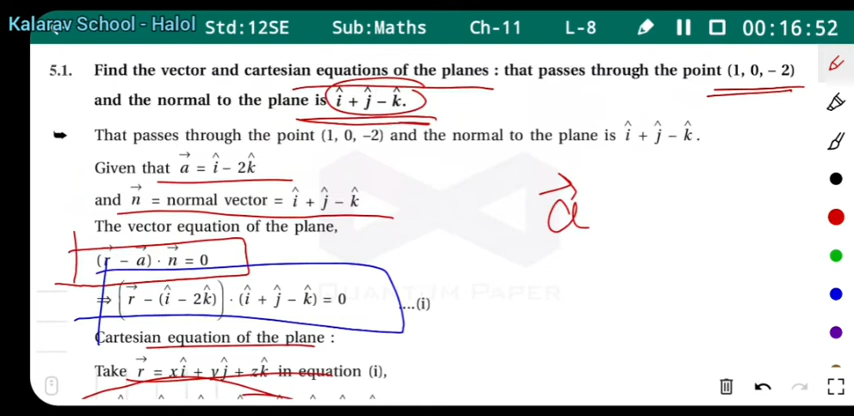 Kalarav School - Halol Std:12SE Sub:Maths Ch-11 L-8 00:16:52
5.1. Find the vector and cartesian equations of the planes : that passes through the point (1, 0, – 2)
and the normal to the plane is î + ĵ – k̂.
That passes through the point (1, 0, –2) and the normal to the plane is î + ĵ – k̂.
Given that a⃗ = î – 2k̂
a⃗
and n⃗ = normal vector = î + ĵ – k̂
The vector equation of the plane,
(r⃗ – a⃗) · n⃗ = 0
⇒ (r⃗ – (î – 2k̂)) · (î + ĵ – k̂) = 0 ....(i)
QUANTUM PAPER
Cartesian equation of the plane :
Take r⃗ = xî + yĵ + zk̂ in equation (i),